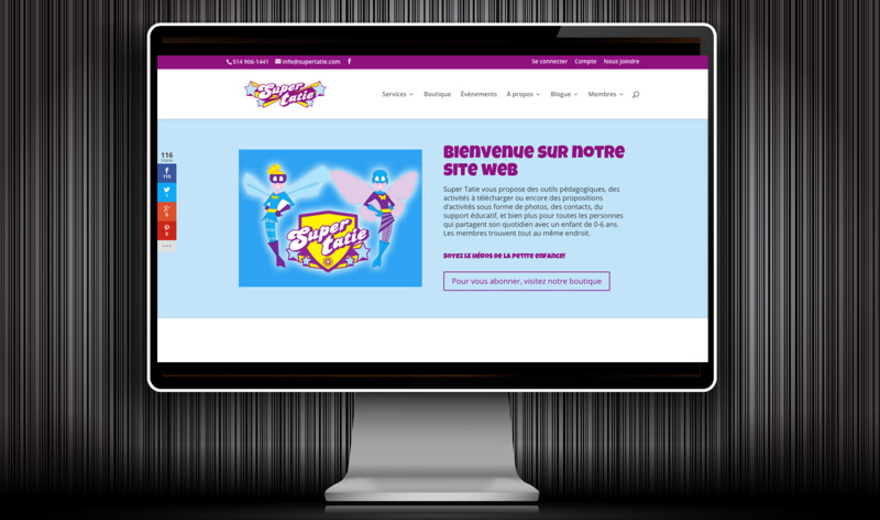 514 906-1441 info@supertatie.com f Se connecter Compte Nous joindre
Super tatie
Services Boutique Évènements À propos Blogue Membres
116
Shares
115
1
0
0
Super tatie
Bienvenue sur notre
site web
Super Tatie vous propose des outils pédagogiques, des
activités à télécharger ou encore des propositions
d'activités sous forme de photos, des contacts, du
support éducatif, et bien plus pour toutes les personnes
qui partagent son quotidien avec un enfant de 0-6 ans.
Les membres trouvent tout au même endroit.
Soyez le héros de la petite enfance!
Pour vous abonner, visitez notre boutique